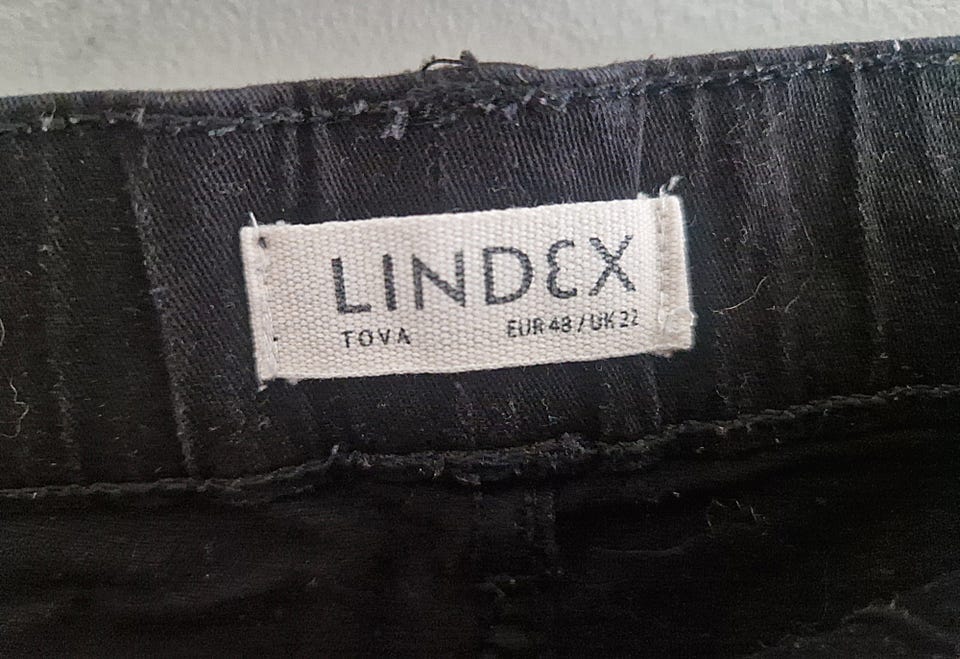 LINDEX
TOVA EUR 48 / UK 22